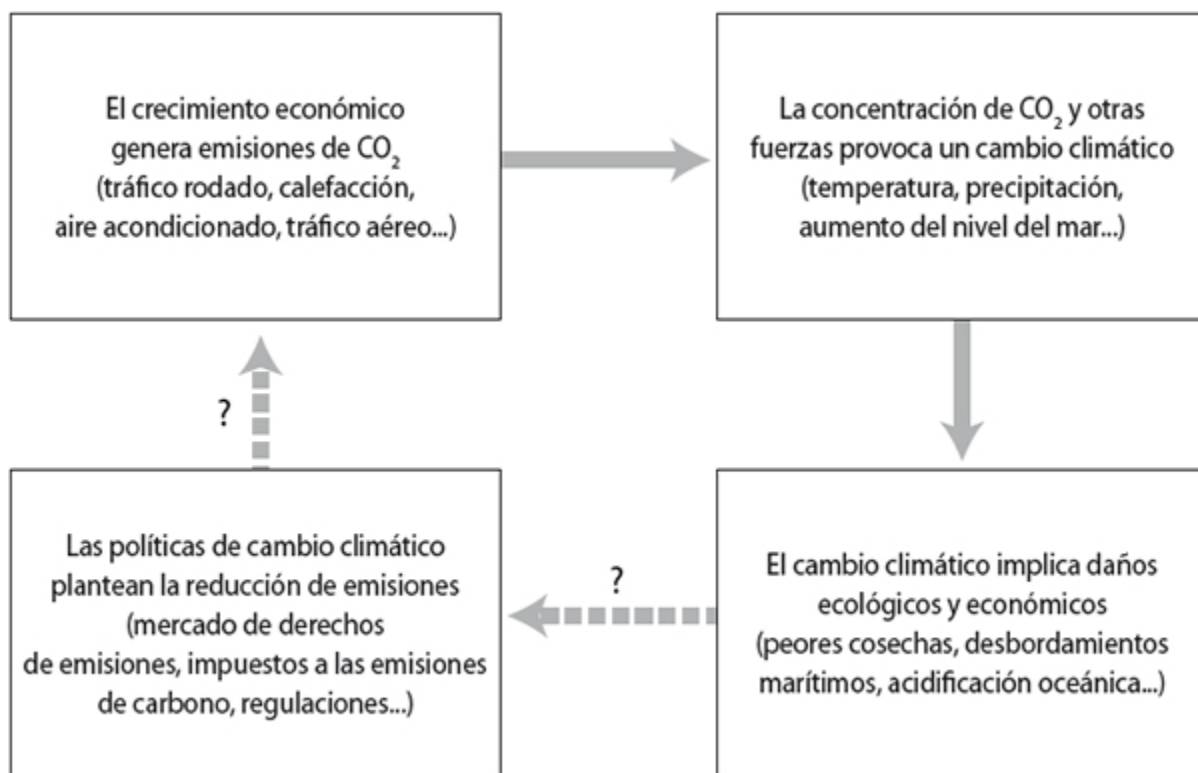 El crecimiento económico
genera emisiones de CO₂
(tráfico rodado, calefacción,
aire acondicionado, tráfico aéreo...)
La concentración de CO₂ y otras
fuerzas provoca un cambio climático
(temperatura, precipitación,
aumento del nivel del mar...)
?
Las políticas de cambio climático
plantean la reducción de emisiones
(mercado de derechos
de emisiones, impuestos a las emisiones
de carbono, regulaciones...)
?
El cambio climático implica daños
ecológicos y económicos
(peores cosechas, desbordamientos
marítimos, acidificación oceánica...)